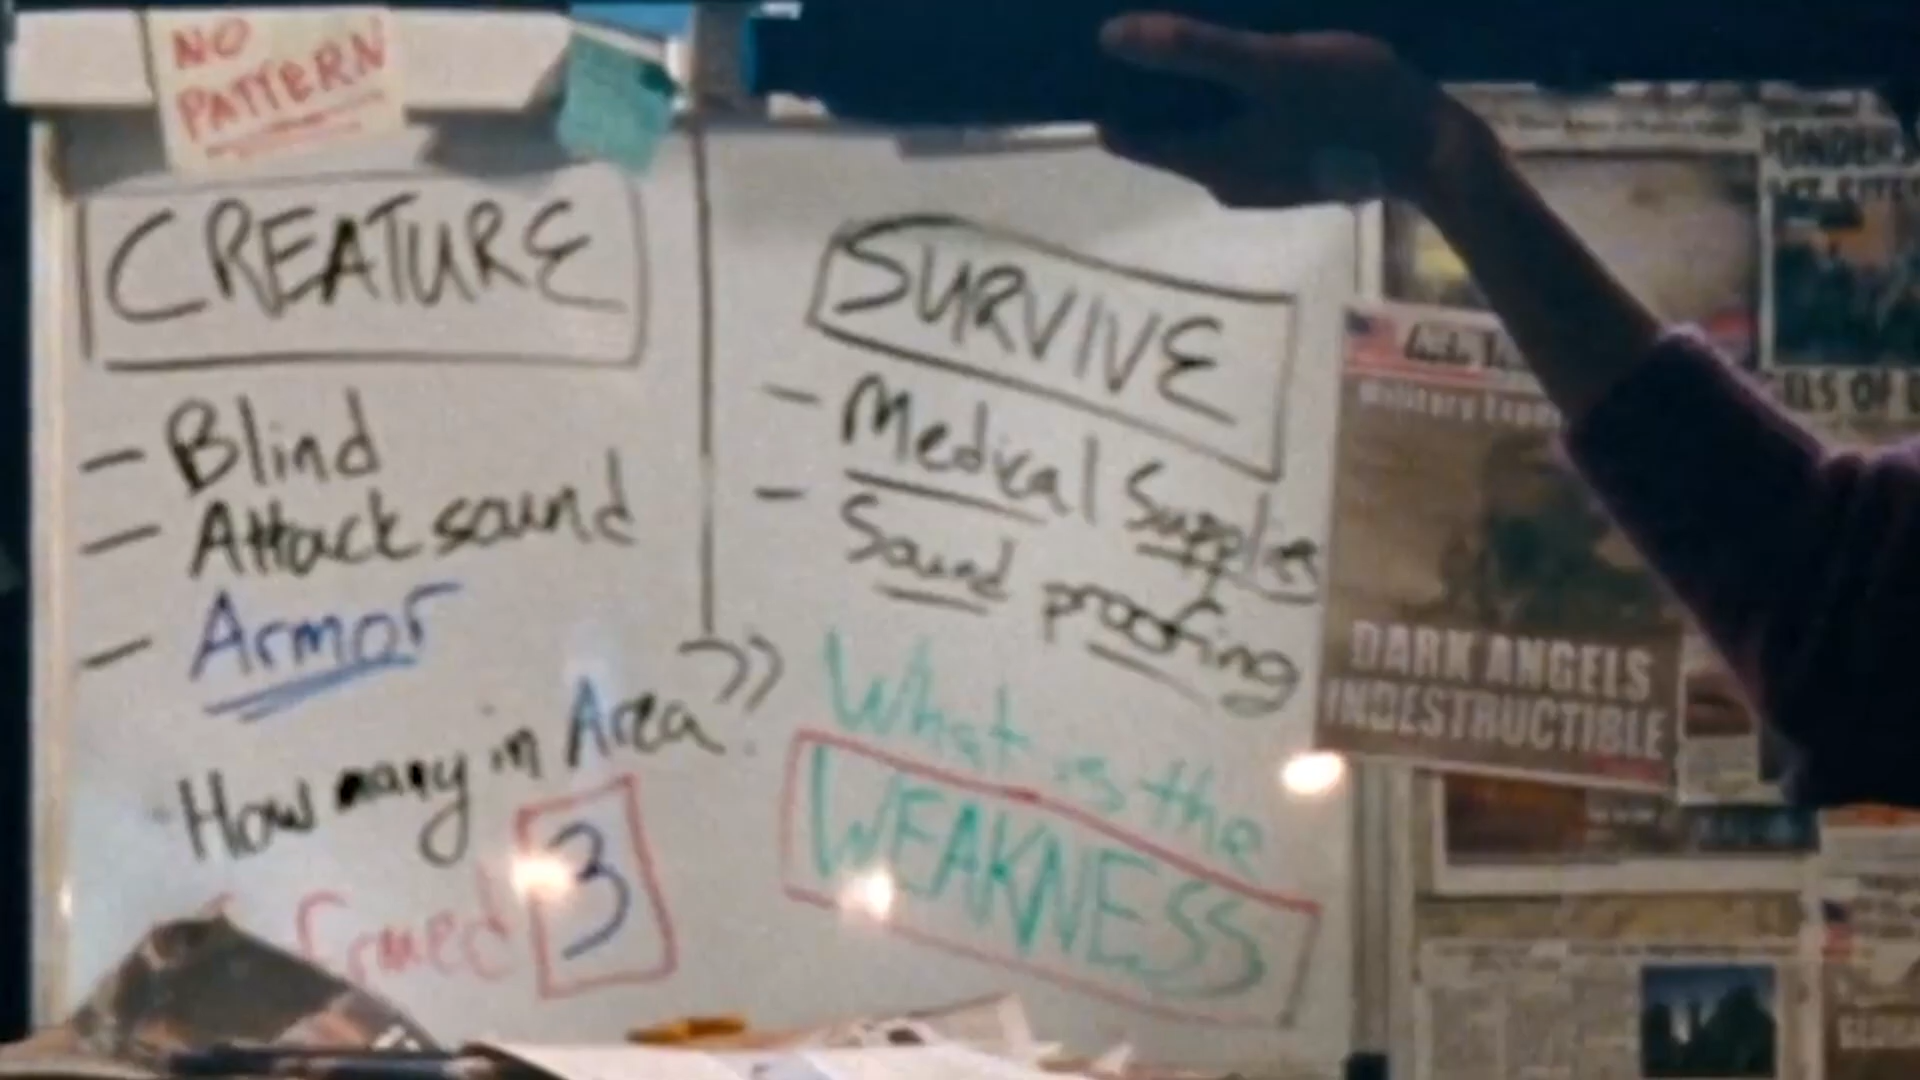 NO
PATTERN
CREATURE
- Blind
- Attack sound
- Armor
How many in Area???
3
SURVIVE
- Medical Supplies
- Sound proofing
What is the
WEAKNESS
DARK ANGELS
INDESTRUCTIBLE